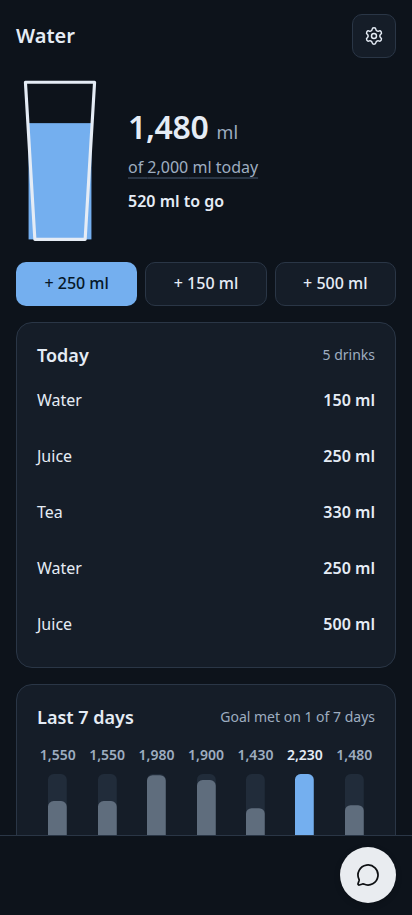 Water
1,480 ml
of 2,000 ml today
520 ml to go
+ 250 ml + 150 ml + 500 ml
Today 5 drinks
Water 150 ml
Juice 250 ml
Tea 330 ml
Water 250 ml
Juice 500 ml
Last 7 days Goal met on 1 of 7 days
1,550 1,550 1,980 1,900 1,430 2,230 1,480